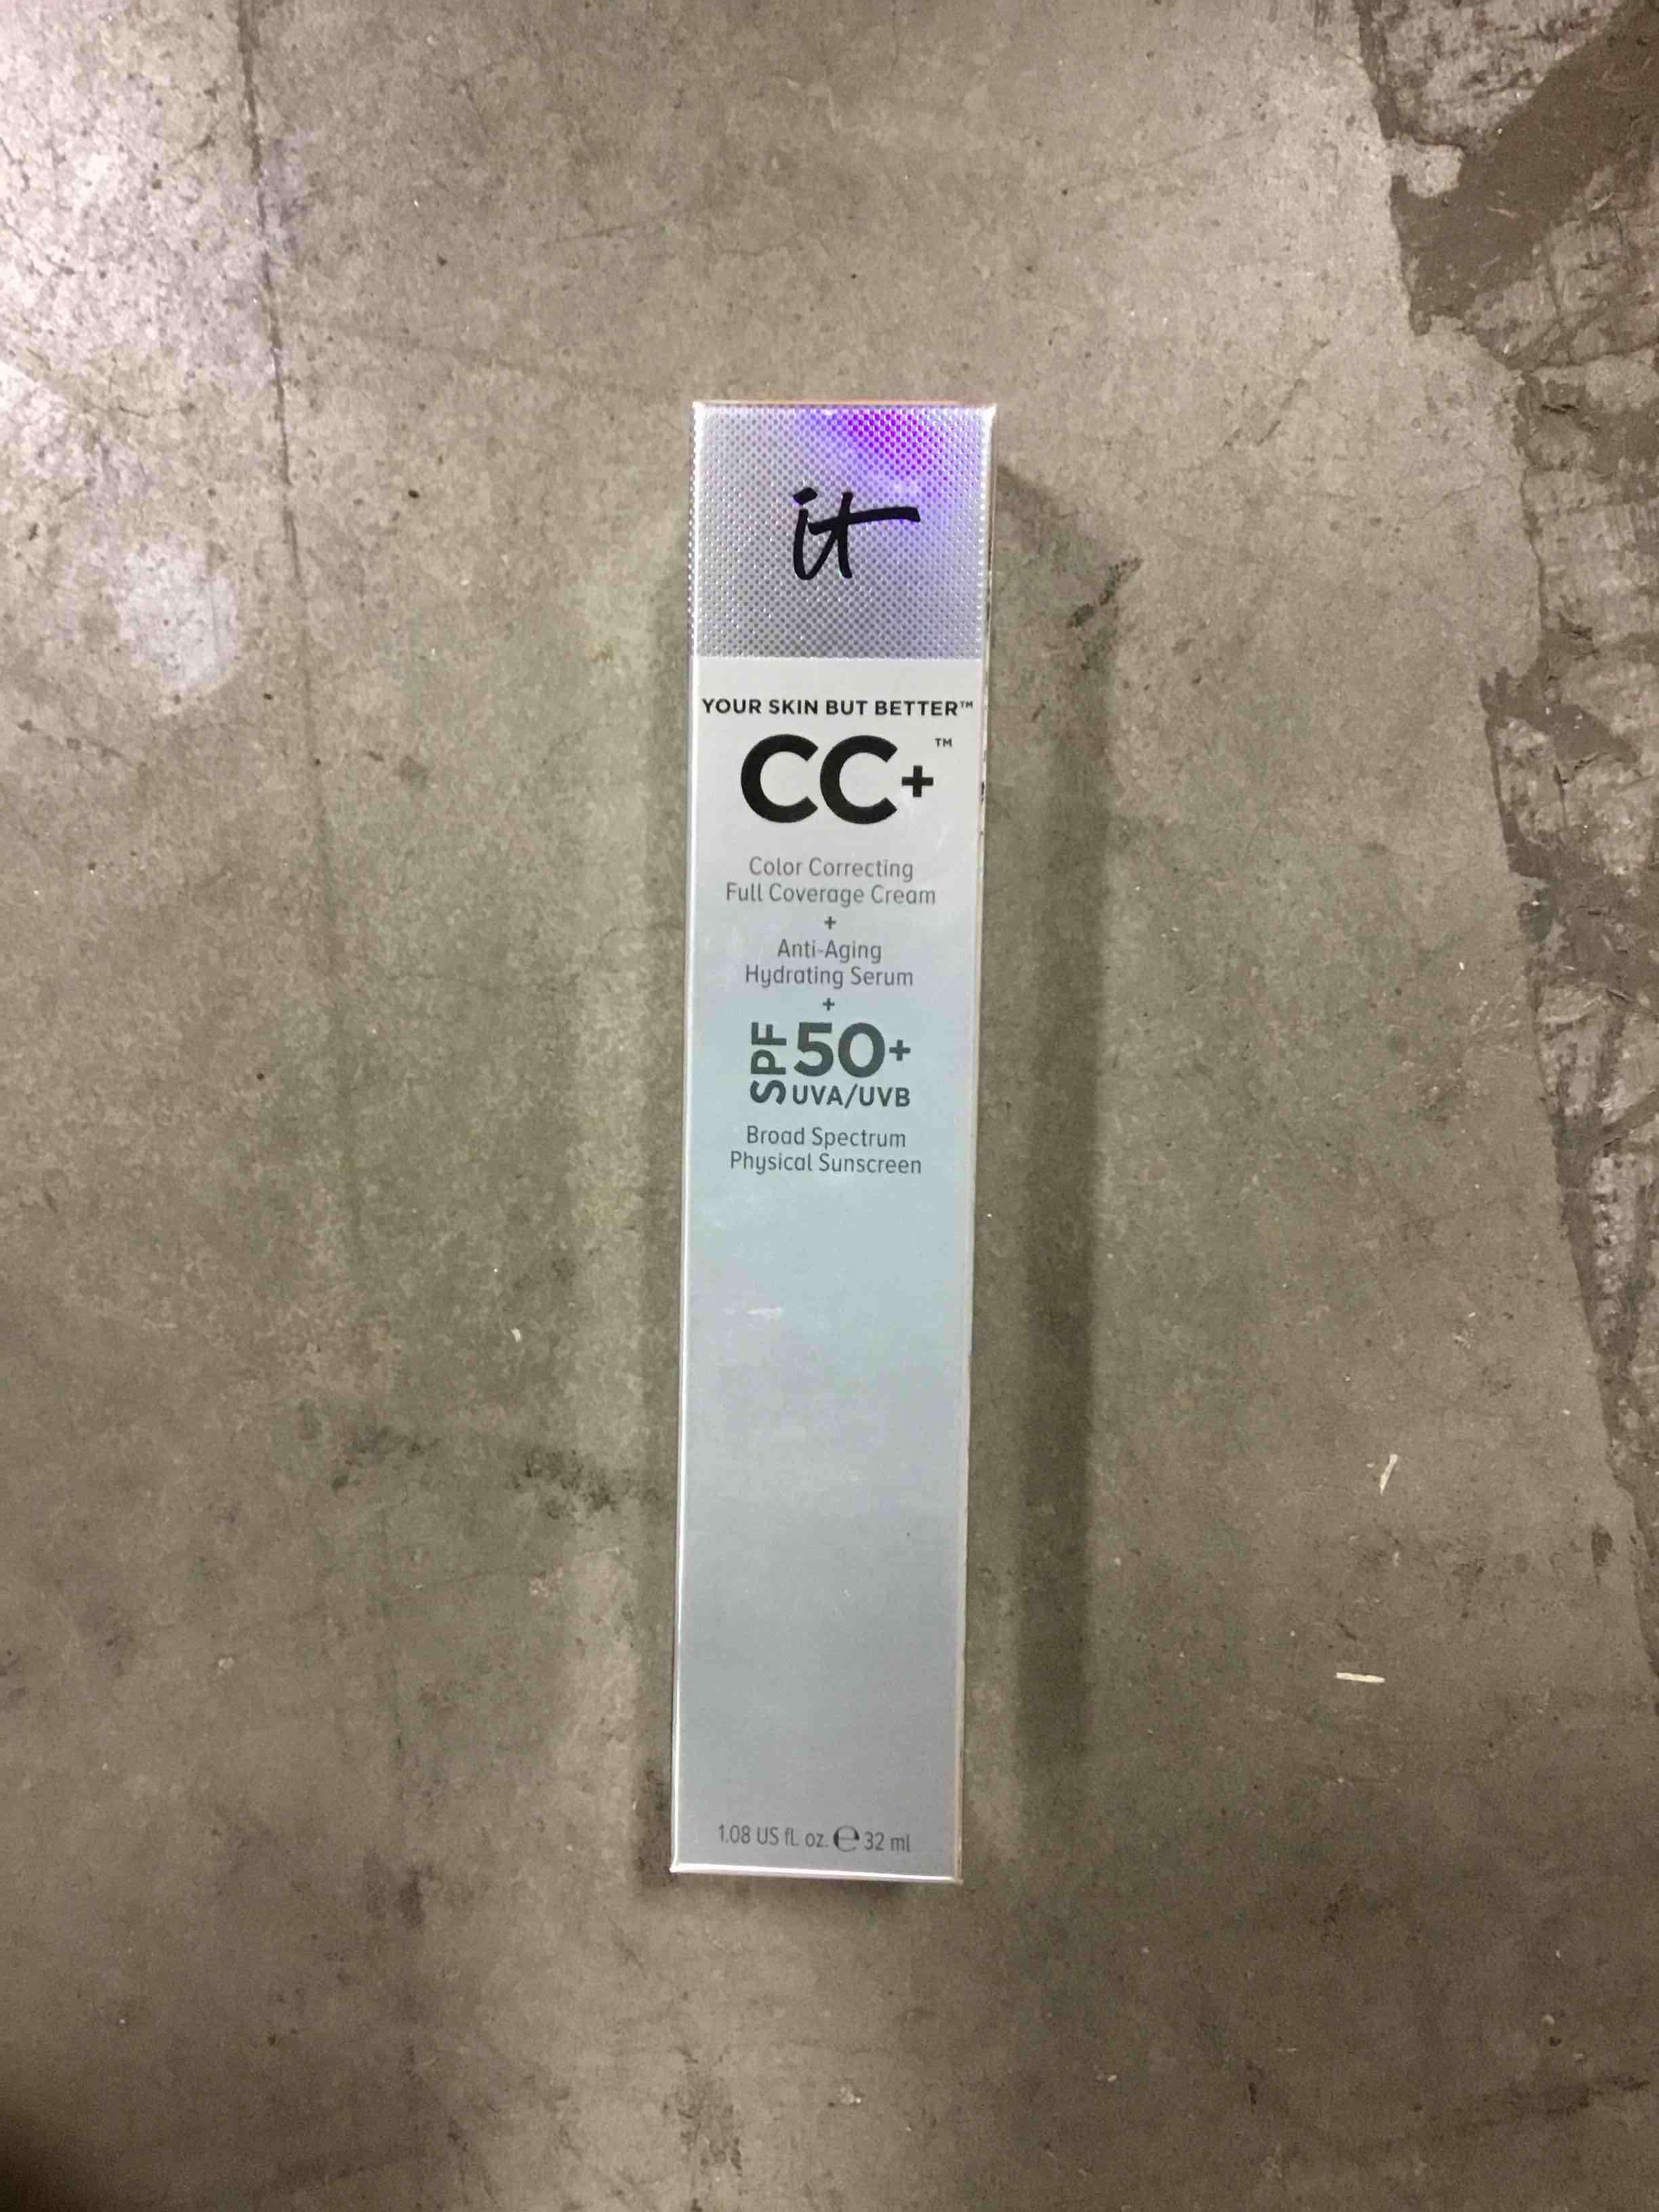 it
YOUR SKIN BUT BETTER™
CC+™
Color Correcting
Full Coverage Cream
+
Anti-Aging
Hydrating Serum
+
SPF 50+
UVA/UVB
Broad Spectrum
Physical Sunscreen
1.08 US fl. oz. ℮ 32 ml